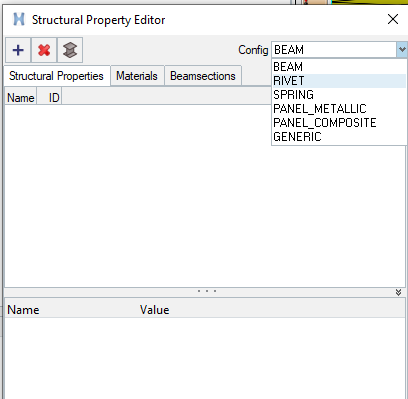 Structural Property Editor
Config BEAM
BEAM
RIVET
SPRING
PANEL_METALLIC
PANEL_COMPOSITE
GENERIC
Structural Properties Materials Beamsections
Name ID
Name Value